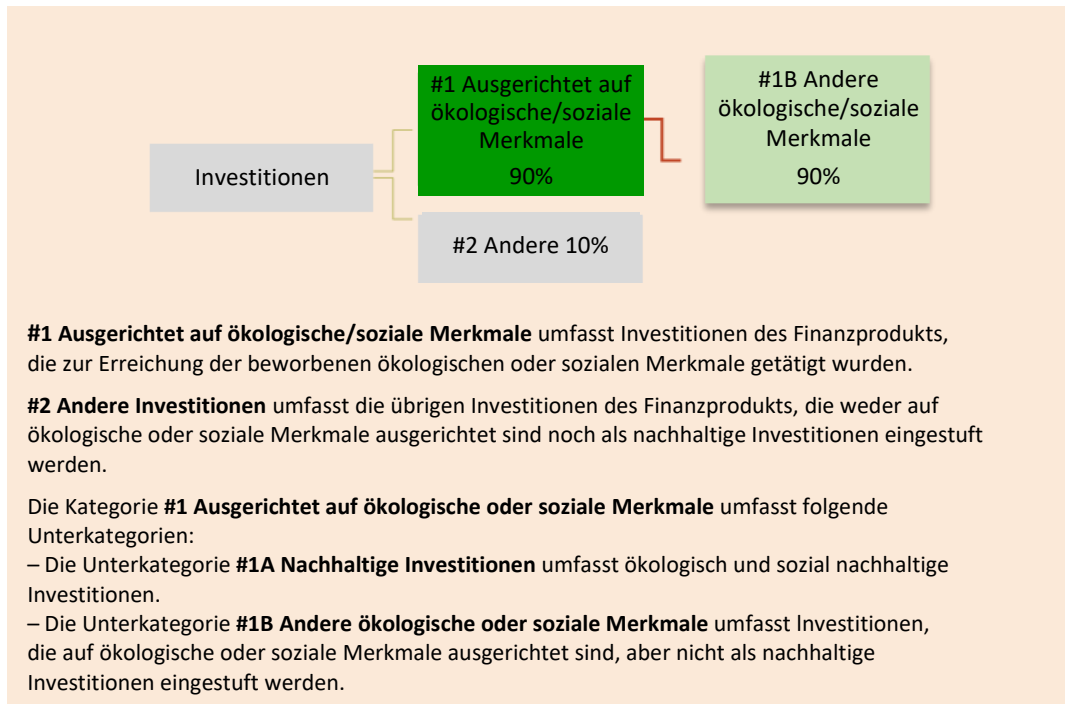 #1 Ausgerichtet auf
ökologische/soziale
Merkmale
90%
#1B Andere
ökologische/soziale
Merkmale
90%
Investitionen
#2 Andere 10%
#1 Ausgerichtet auf ökologische/soziale Merkmale umfasst Investitionen des Finanzprodukts,
die zur Erreichung der beworbenen ökologischen oder sozialen Merkmale getätigt wurden.
#2 Andere Investitionen umfasst die übrigen Investitionen des Finanzprodukts, die weder auf
ökologische oder soziale Merkmale ausgerichtet sind noch als nachhaltige Investitionen eingestuft
werden.
Die Kategorie #1 Ausgerichtet auf ökologische oder soziale Merkmale umfasst folgende
Unterkategorien:
– Die Unterkategorie #1A Nachhaltige Investitionen umfasst ökologisch und sozial nachhaltige
Investitionen.
– Die Unterkategorie #1B Andere ökologische oder soziale Merkmale umfasst Investitionen,
die auf ökologische oder soziale Merkmale ausgerichtet sind, aber nicht als nachhaltige
Investitionen eingestuft werden.